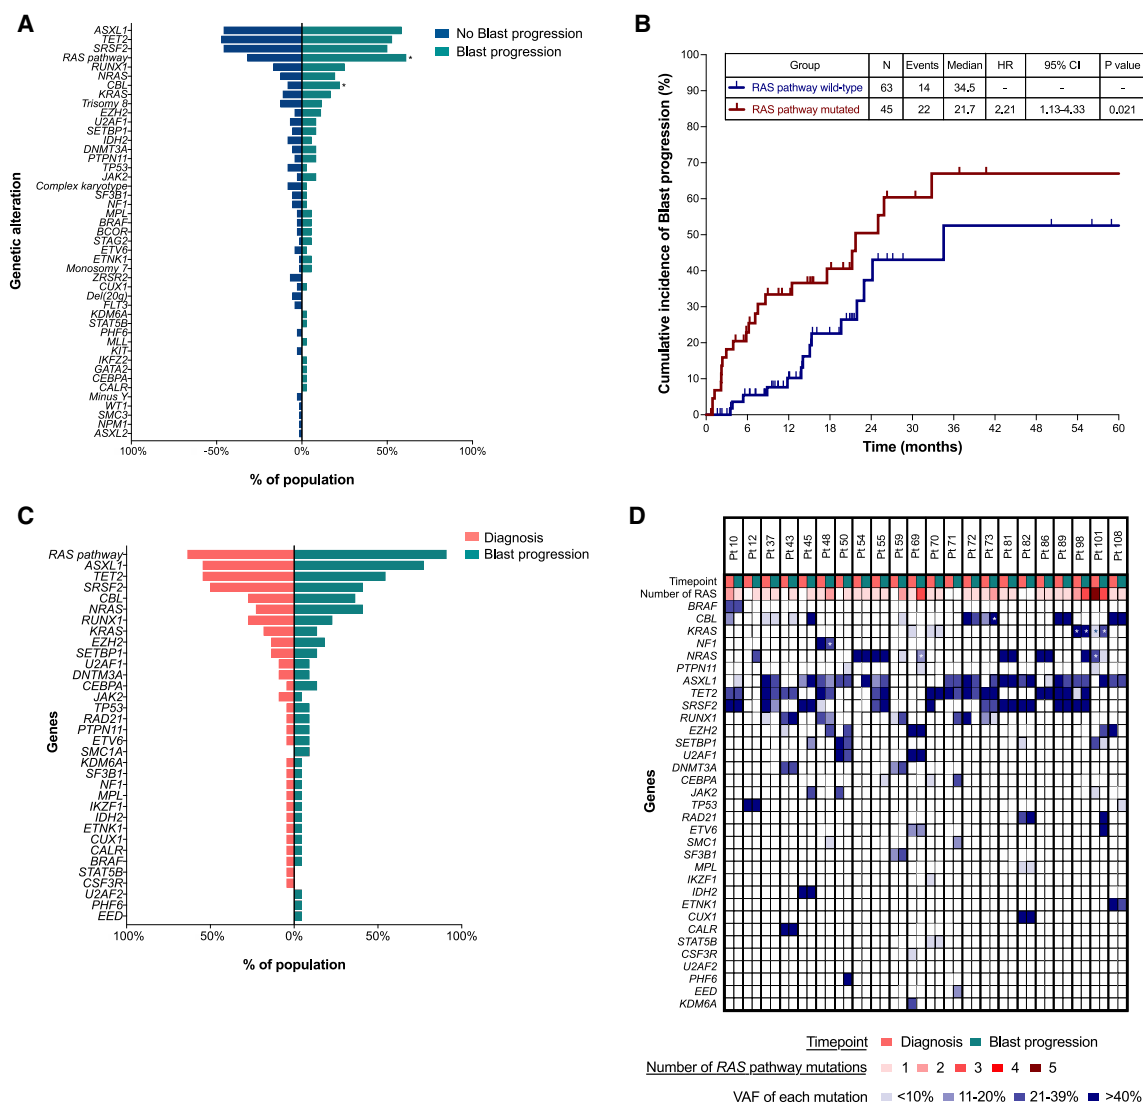 A
No Blast progression
Blast progression
Genetic alteration
ASXL1
TET2
SRSF2
RAS pathway
*
RUNX1
NRAS
CBL
*
KRAS
Trisomy 8
EZH2
U2AF1
SETBP1
IDH2
DNMT3A
PTPN11
TP53
JAK2
Complex karyotype
SF3B1
NF1
MPL
BRAF
BCOR
STAG2
ETV6
ETNK1
Monosomy 7
ZRSR2
CUX1
Del(20g)
FLT3
KDM6A
STAT5B
PHF6
MLL
KIT
IKFZ2
GATA2
CEBPA
CALR
Minus Y
WT1
SMC3
NPM1
ASXL2
100% -50% 0% 50% 100%
% of population
B
Cumulative incidence of Blast progression (%)
100
90
80
70
60
50
40
30
20
10
0
Group N Events Median HR 95% CI P value
RAS pathway wild-type 63 14 34.5 - - -
RAS pathway mutated 45 22 21.7 2.21 1.13-4.33 0.021
0 6 12 18 24 30 36 42 48 54 60
Time (months)
C
Diagnosis
Blast progression
Genes
RAS pathway
ASXL1
TET2
SRSF2
CBL
NRAS
RUNX1
KRAS
EZH2
SETBP1
U2AF1
DNTM3A
CEBPA
JAK2
TP53
RAD21
PTPN11
ETV6
SMC1A
KDM6A
SF3B1
NF1
MPL
IKZF1
IDH2
ETNK1
CUX1
CALR
BRAF
STAT5B
CSF3R
U2AF2
PHF6
EED
100% 50% 0% 50% 100%
% of population
D
Pt 10 Pt 12 Pt 37 Pt 43 Pt 45 Pt 48 Pt 50 Pt 54 Pt 55 Pt 59 Pt 69 Pt 70 Pt 71 Pt 72 Pt 73 Pt 81 Pt 82 Pt 86 Pt 89 Pt 98 Pt 101 Pt 108
Timepoint
Number of RAS
Genes
BRAF
CBL *
KRAS * * * *
NF1 *
NRAS * *
PTPN11
ASXL1
TET2
SRSF2
RUNX1
EZH2
SETBP1
U2AF1
DNMT3A
CEBPA
JAK2
TP53
RAD21
ETV6
SMC1
SF3B1
MPL
IKZF1
IDH2
ETNK1
CUX1
CALR
STAT5B
CSF3R
U2AF2
PHF6
EED
KDM6A
Timepoint Diagnosis Blast progression
Number of RAS pathway mutations 1 2 3 4 5
VAF of each mutation <10% 11-20% 21-39% >40%